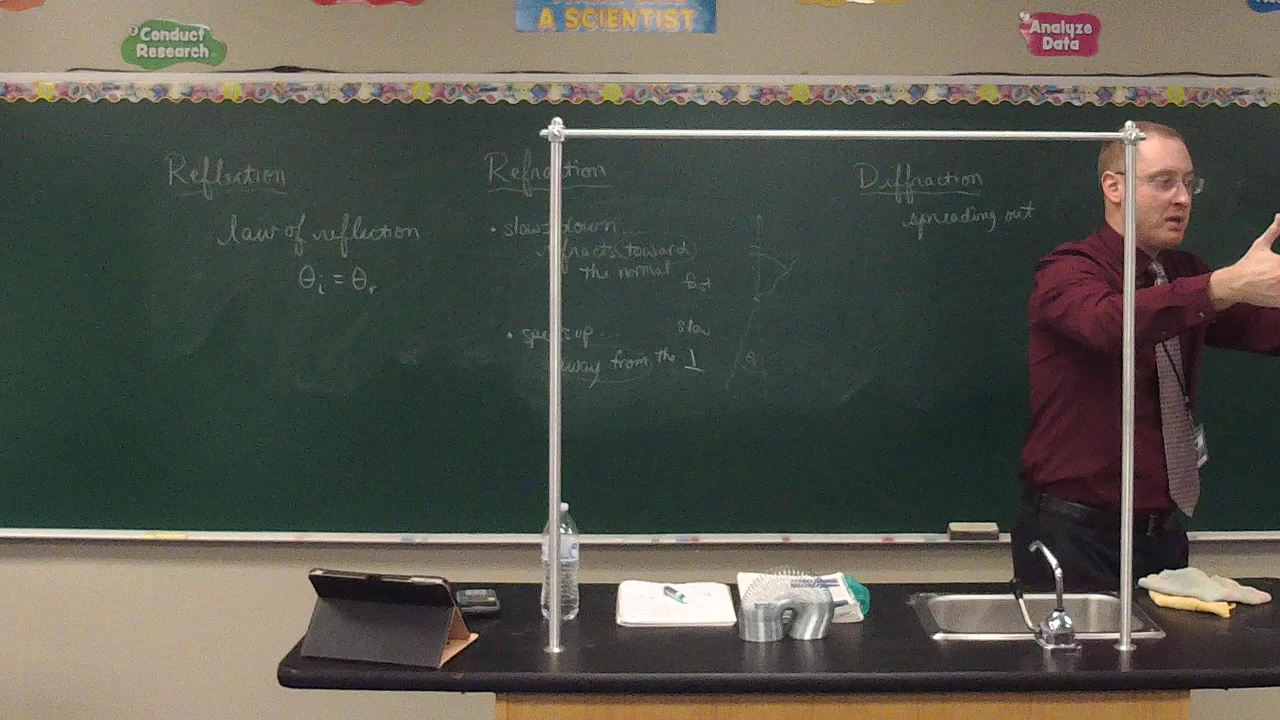 Conduct
Research
A SCIENTIST
Analyze
Data
Reflection
law of reflection
θi = θr
Refraction
• slows down...
refracts toward
the normal
fast
slow
• speeds up ...
away from the ⊥
θ
Diffraction
spreading out